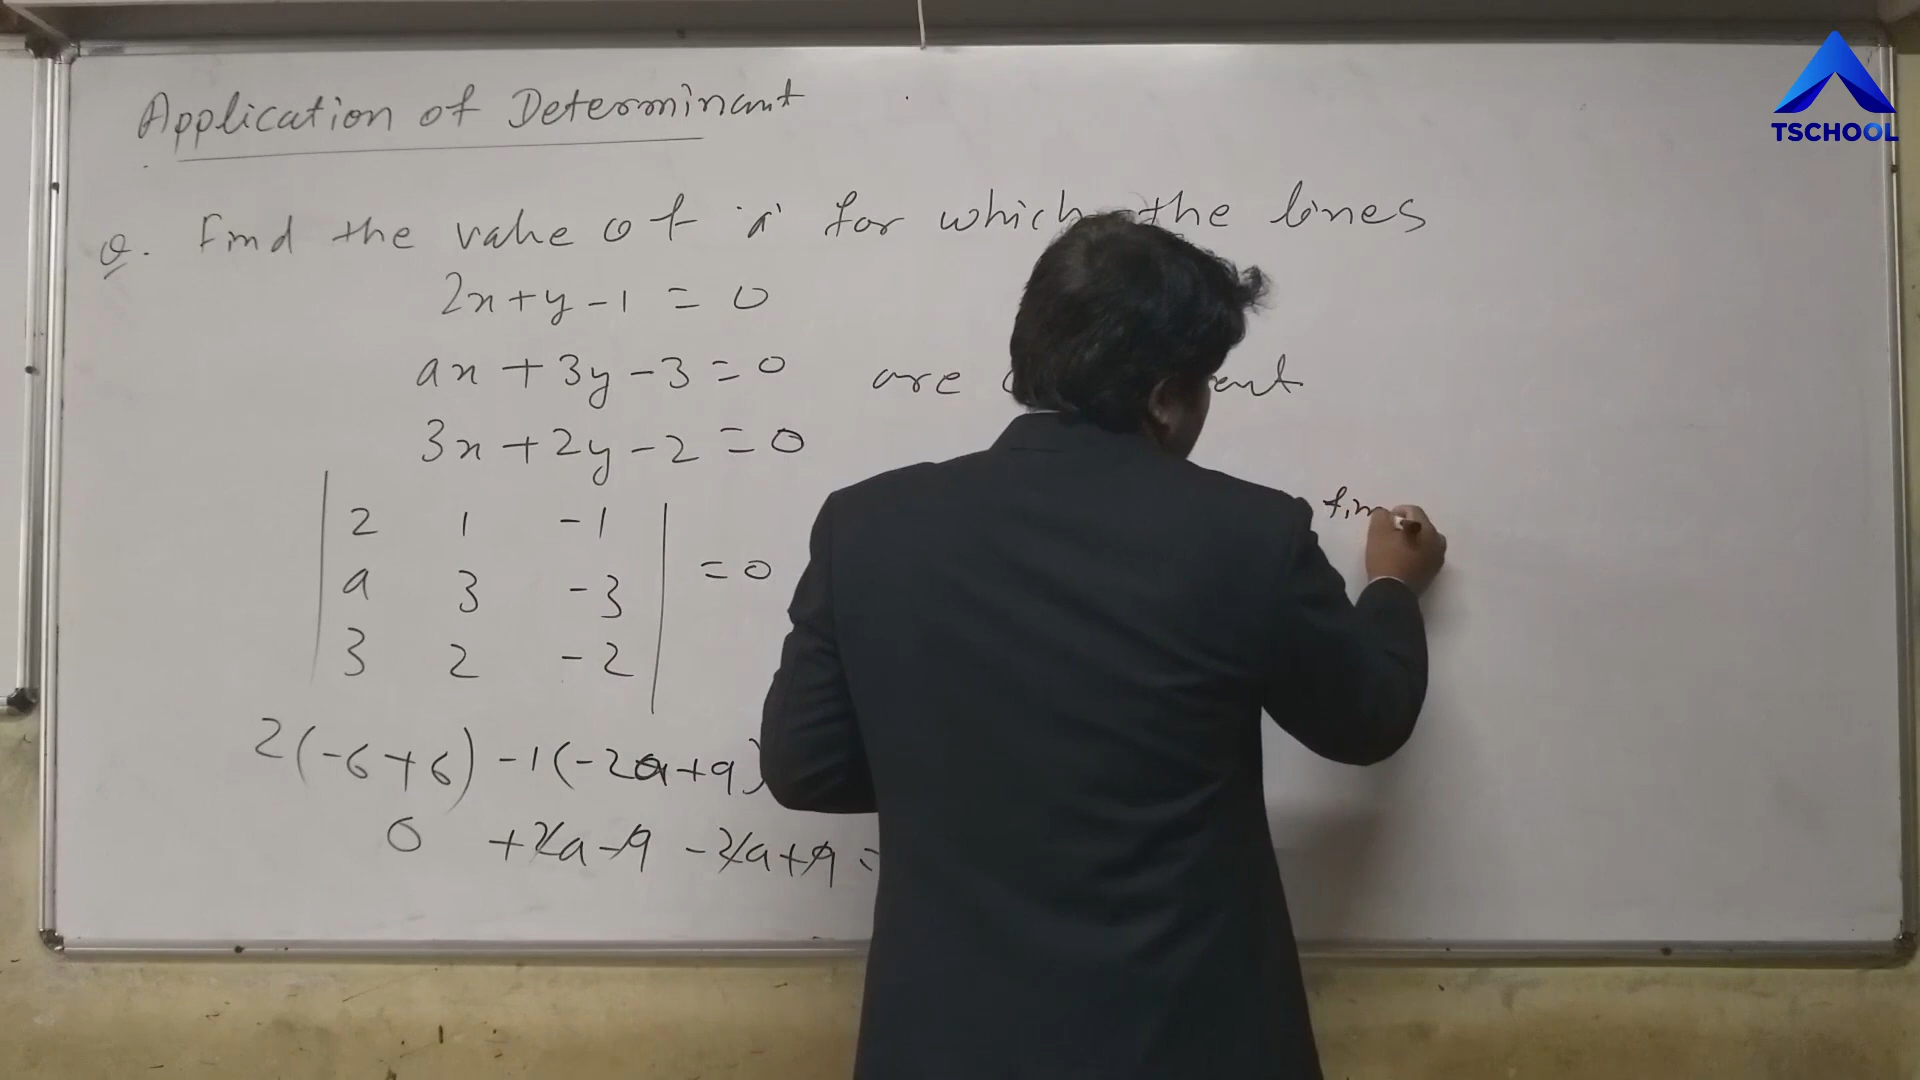 TSCHOOL
Application of Determinant
Q. Find the value of 'a' for which the lines
2x+y-1 = 0
ax+3y-3=0 are
3x+2y-2=0
2 1 -1
a 3 -3 =0
3 2 -2
2(-6+6) -1(-2a+9)
0 +2a-9 -2a+9 =